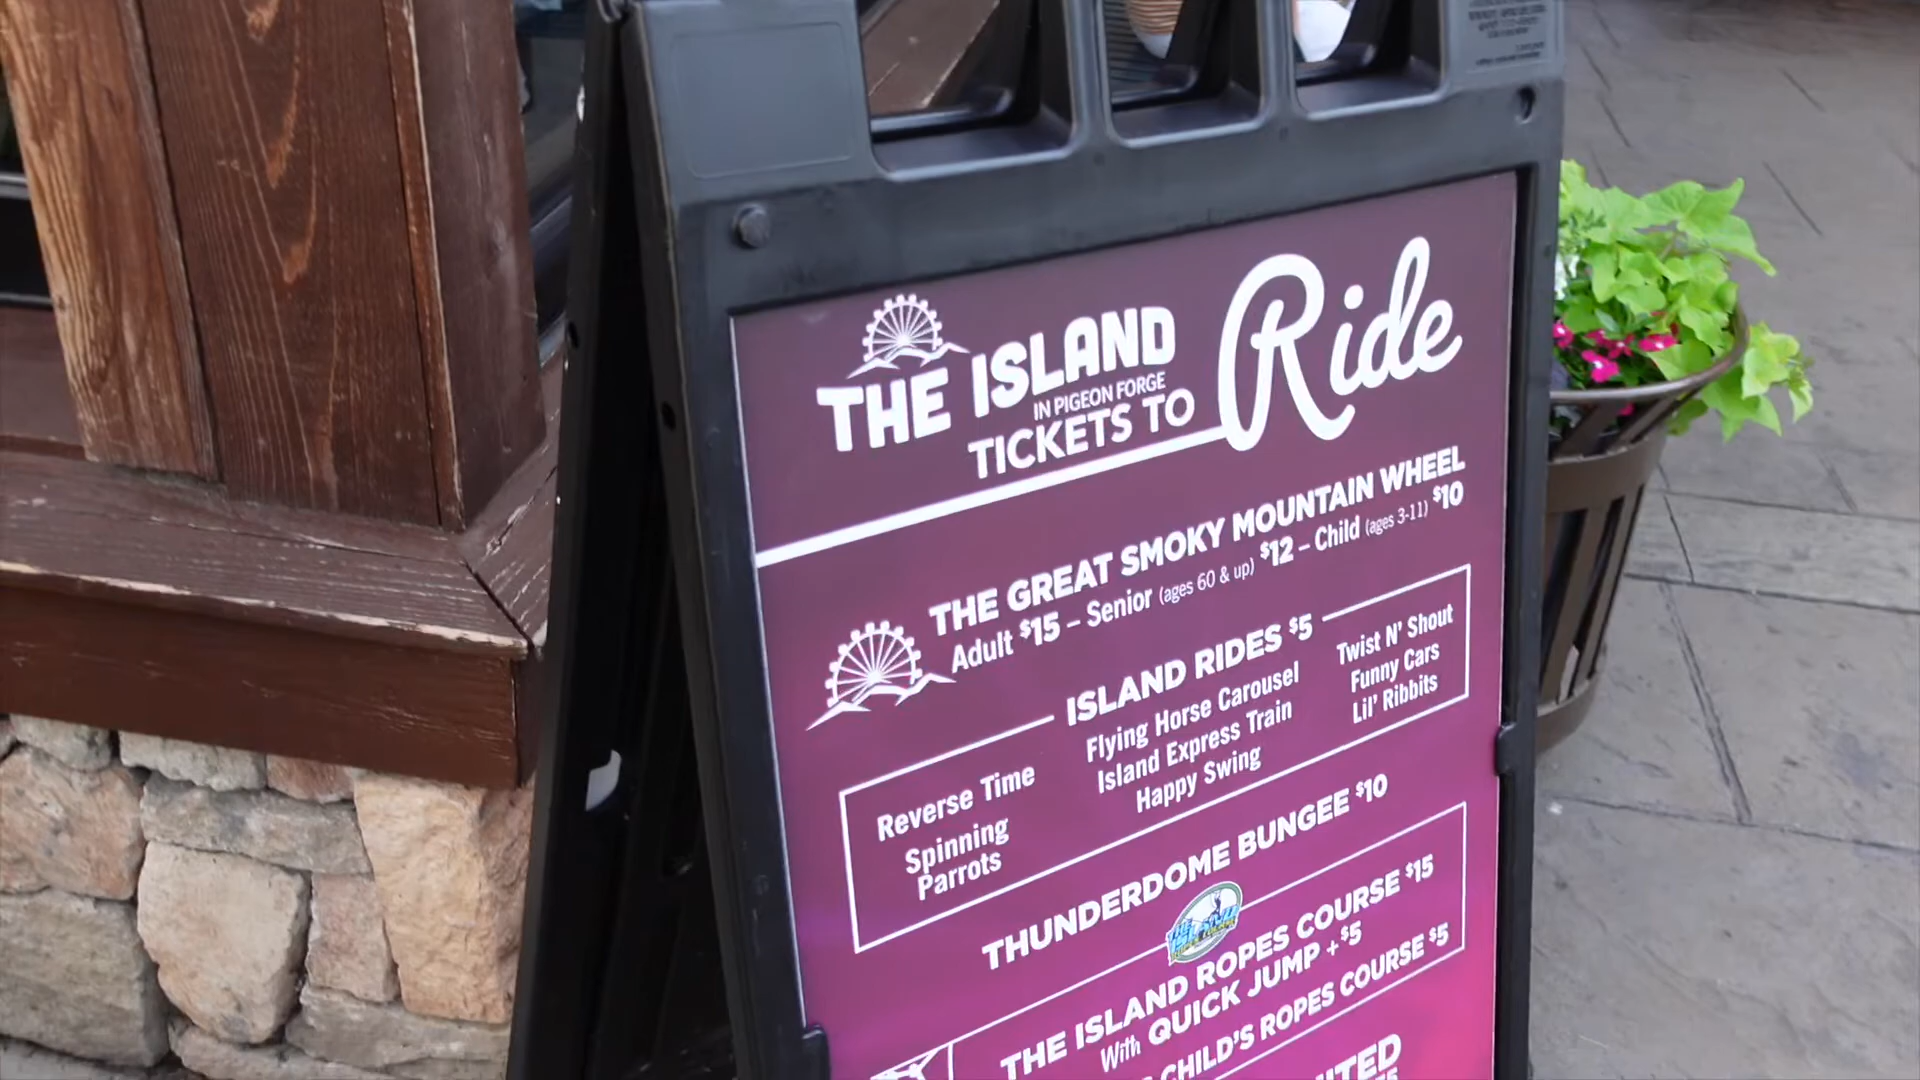 THE ISLAND
IN PIGEON FORGE
TICKETS TO Ride
THE GREAT SMOKY MOUNTAIN WHEEL
Adult $15 – Senior (ages 60 & up) $12 – Child (ages 3-11) $10
ISLAND RIDES $5
Reverse Time
Spinning
Parrots
Flying Horse Carousel
Island Express Train
Happy Swing
Twist N' Shout
Funny Cars
Lil' Ribbits
THUNDERDOME BUNGEE $10
THE ISLAND
THE ISLAND ROPES COURSE $15
With QUICK JUMP +$5
CHILD'S ROPES COURSE $5